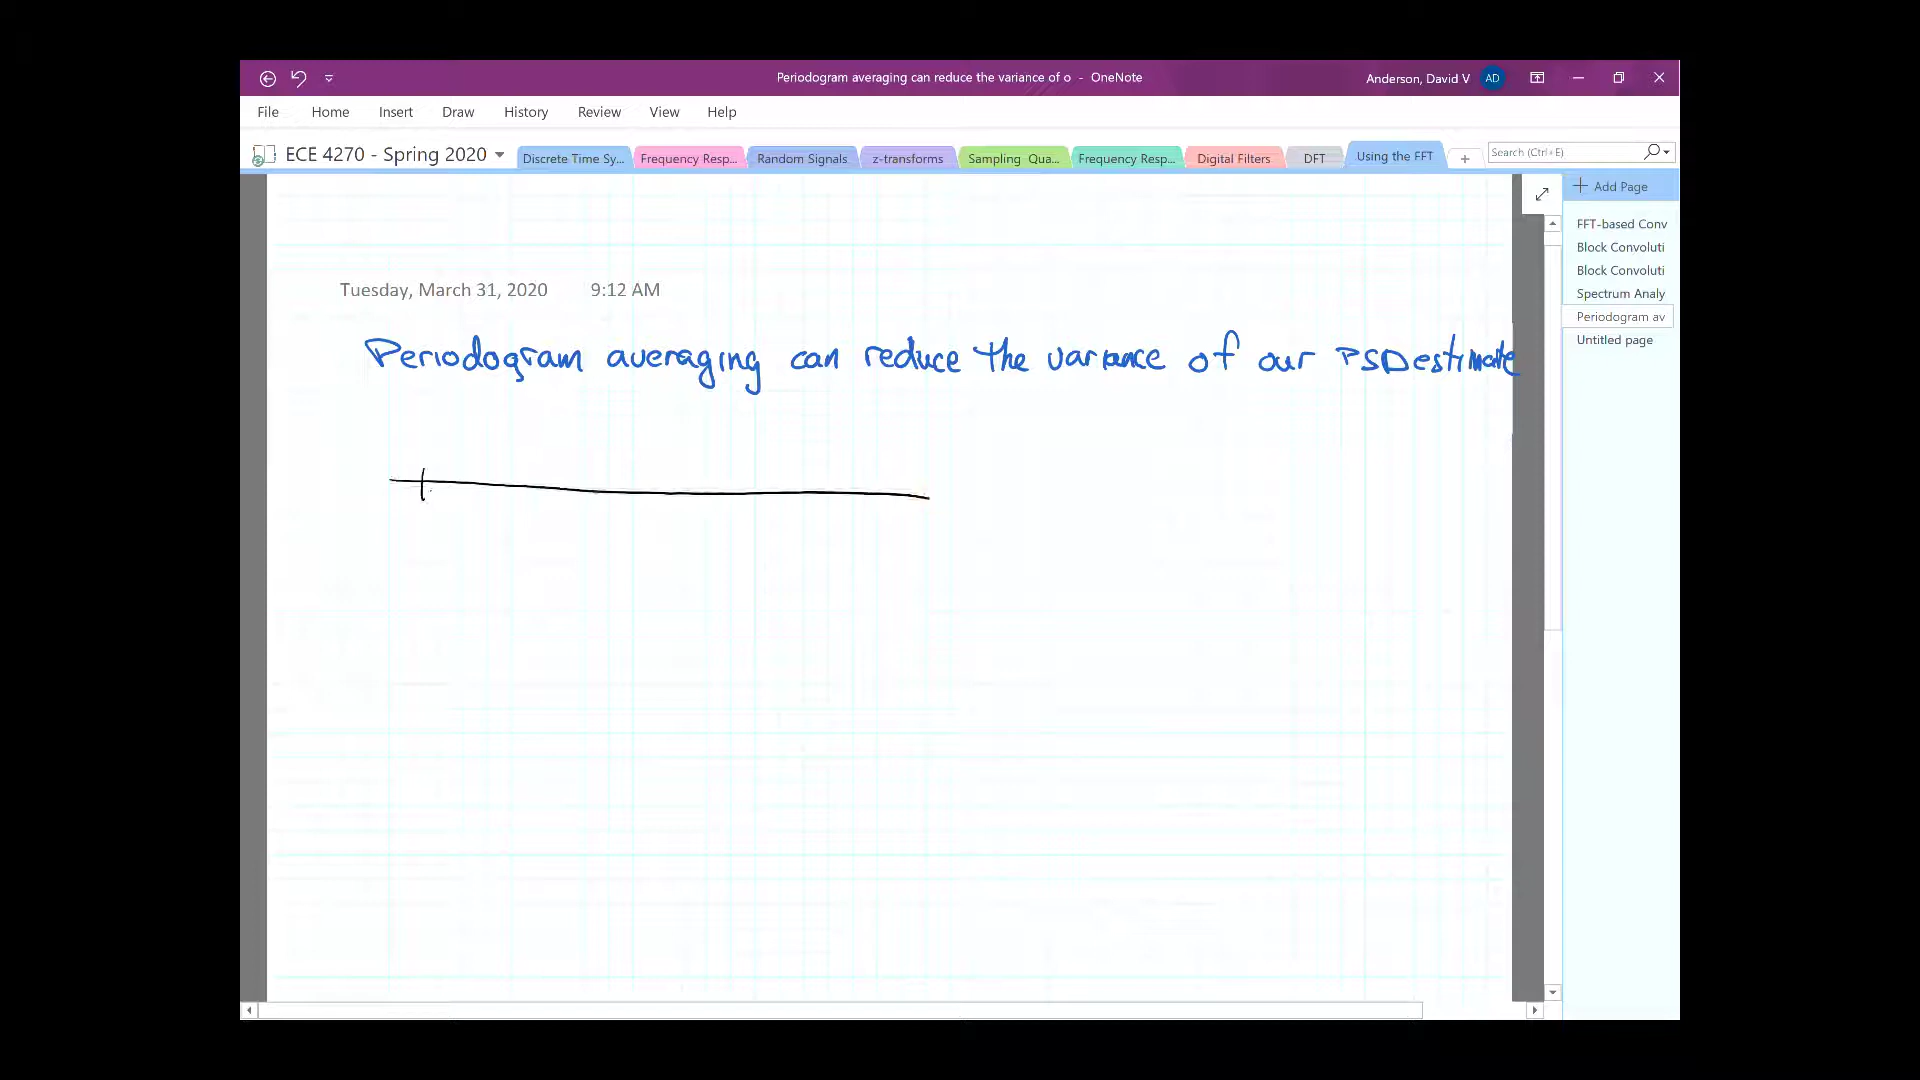 Periodogram averaging can reduce the variance of o - OneNote
Anderson, David V
AD
File Home Insert Draw History Review View Help
ECE 4270 - Spring 2020
Discrete Time Sy... Frequency Resp... Random Signals z-transforms Sampling Qua... Frequency Resp... Digital Filters DFT Using the FFT +
Search (Ctrl+E)
Add Page
FFT-based Conv
Block Convoluti
Block Convoluti
Spectrum Analy
Periodogram av
Untitled page
Tuesday, March 31, 2020 9:12 AM
Periodogram averaging can reduce the variance of our PSD estimate